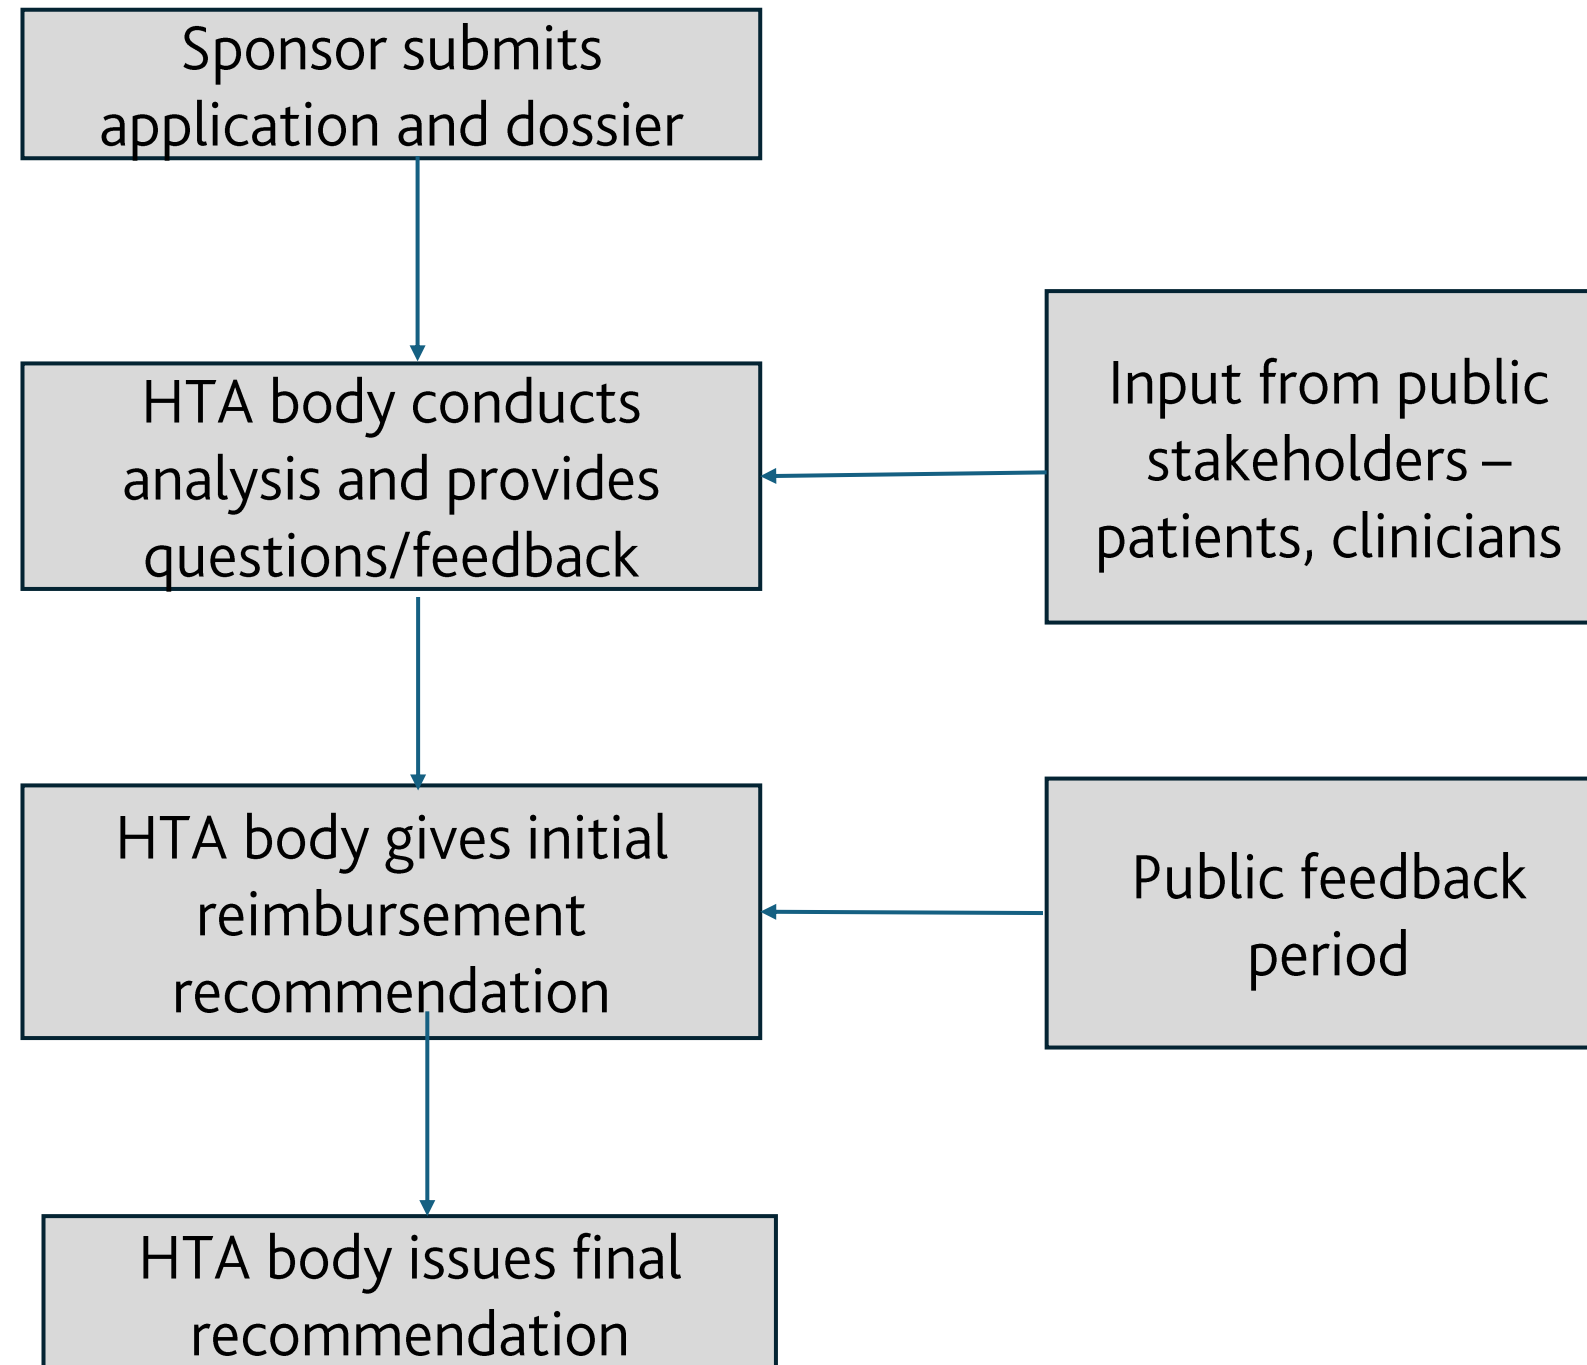 Sponsor submits
application and dossier
HTA body conducts
analysis and provides
questions/feedback
Input from public
stakeholders –
patients, clinicians
HTA body gives initial
reimbursement
recommendation
Public feedback
period
HTA body issues final
recommendation